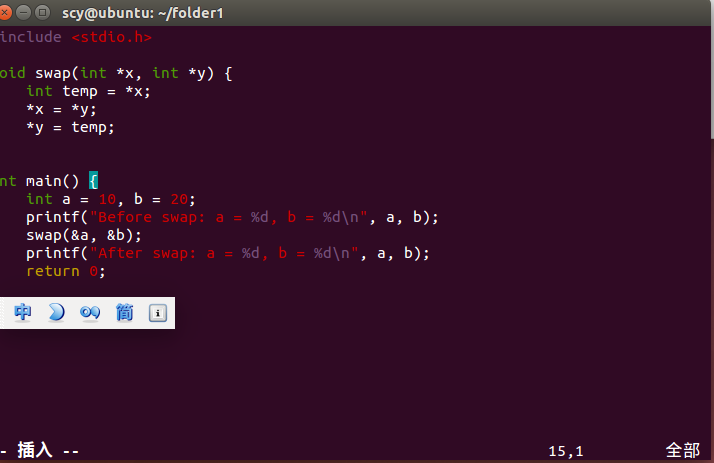 scy@ubuntu: ~/folder1
include <stdio.h>
oid swap(int *x, int *y) {
int temp = *x;
*x = *y;
*y = temp;
nt main() {
int a = 10, b = 20;
printf("Before swap: a = %d, b = %d\n", a, b);
swap(&a, &b);
printf("After swap: a = %d, b = %d\n", a, b);
return 0;
中 简 i
- 插入 -- 15,1 全部